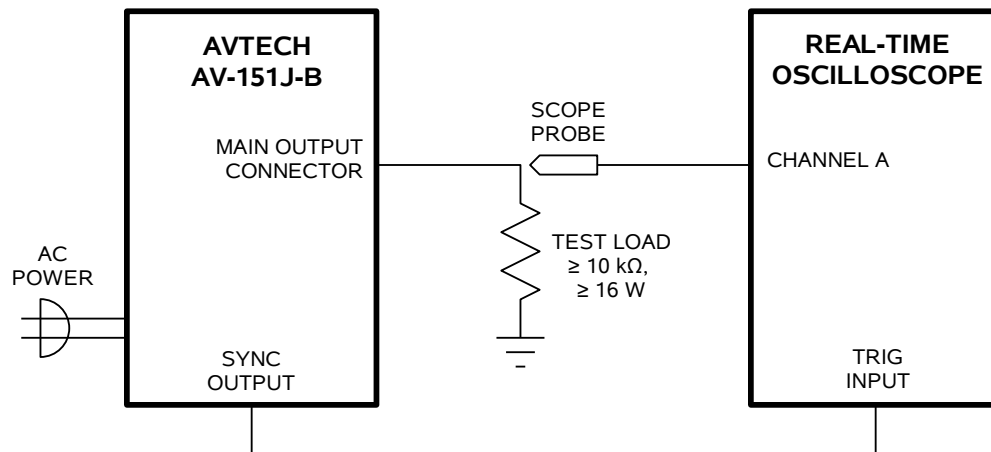 AVTECH
AV-151J-B
REAL-TIME
OSCILLOSCOPE
SCOPE
PROBE
MAIN OUTPUT
CONNECTOR
CHANNEL A
TEST LOAD
≥ 10 kΩ,
≥ 16 W
AC
POWER
SYNC
OUTPUT
TRIG
INPUT